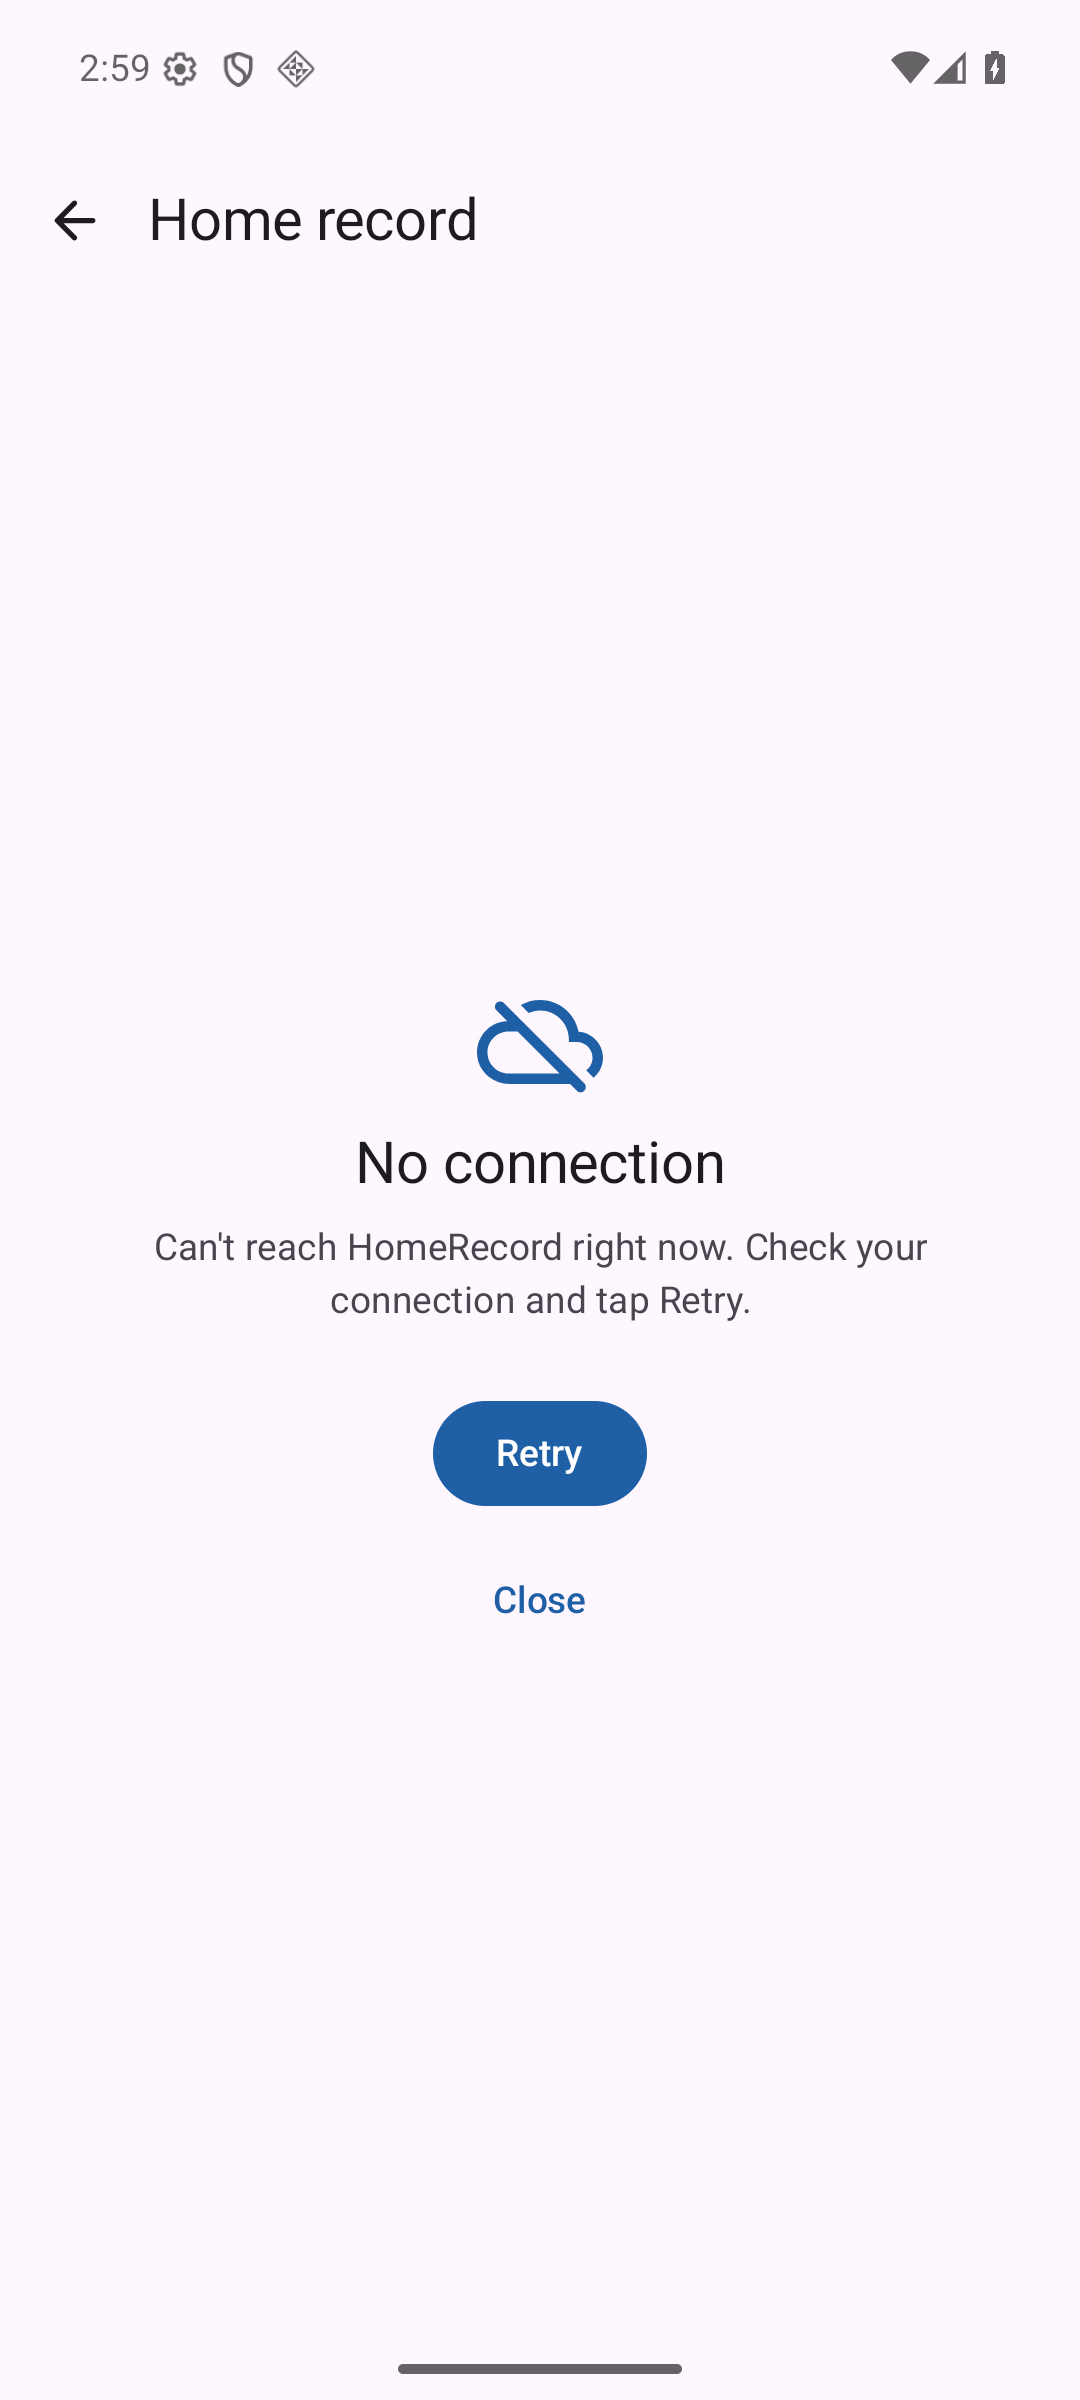 2:59
Home record
No connection
Can't reach HomeRecord right now. Check your
connection and tap Retry.
Retry
Close